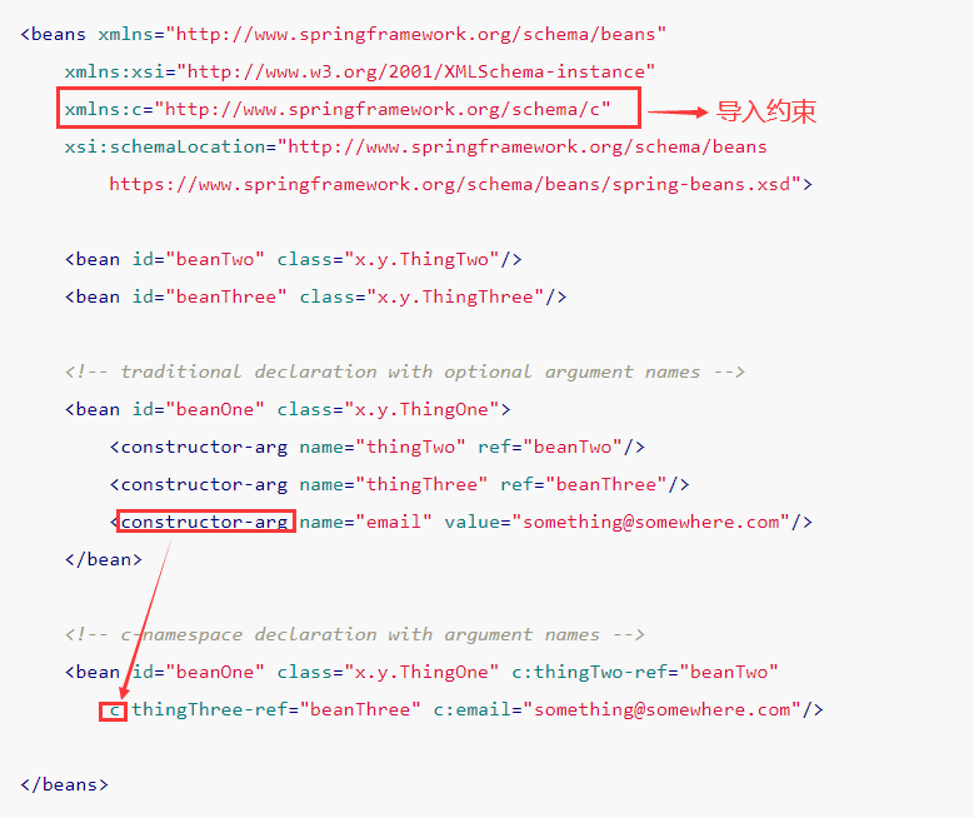 <beans xmlns="http://www.springframework.org/schema/beans"
xmlns:xsi="http://www.w3.org/2001/XMLSchema-instance"
xmlns:c="http://www.springframework.org/schema/c" 导入约束
xsi:schemaLocation="http://www.springframework.org/schema/beans
https://www.springframework.org/schema/beans/spring-beans.xsd">
<bean id="beanTwo" class="x.y.ThingTwo"/>
<bean id="beanThree" class="x.y.ThingThree"/>
<!-- traditional declaration with optional argument names -->
<bean id="beanOne" class="x.y.ThingOne">
<constructor-arg name="thingTwo" ref="beanTwo"/>
<constructor-arg name="thingThree" ref="beanThree"/>
<constructor-arg name="email" value="something@somewhere.com"/>
</bean>
<!-- c-namespace declaration with argument names -->
<bean id="beanOne" class="x.y.ThingOne" c:thingTwo-ref="beanTwo"
c:thingThree-ref="beanThree" c:email="something@somewhere.com"/>
</beans>